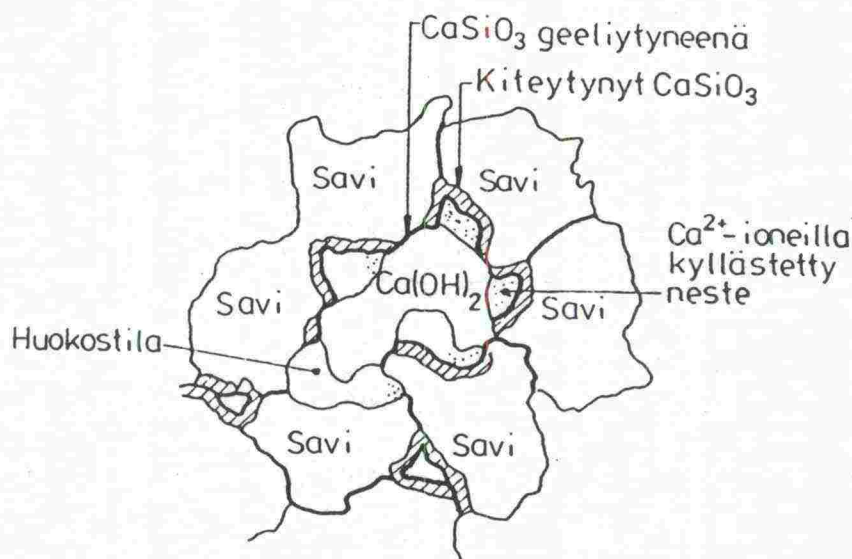 CaSiO₃ geeliytyneenä
Kiteytynyt CaSiO₃
Savi
Savi
Ca²⁺-ioneilla
kyllästetty
neste
Ca(OH)₂
Savi
Savi
Huokostila
Savi
Savi